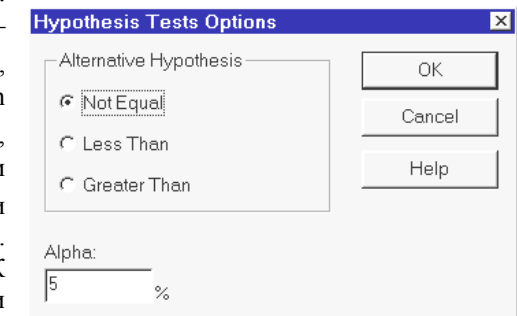 Hypothesis Tests Options
Alternative Hypothesis
Not Equal
Less Than
Greater Than
OK
Cancel
Help
Alpha:
5 %